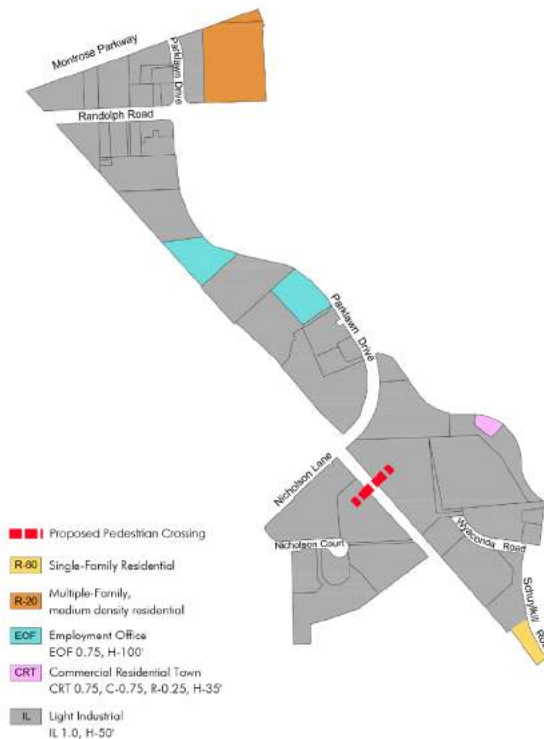 Montrose Parkway
Parklawn Drive
Randolph Road
Parklawn Drive
Nicholson Lane
Nicholson Court
Wyaconda Road
Schuylkill Ro
Proposed Pedestrian Crossing
R-60 Single-Family Residential
R-20 Multiple-Family,
medium density residential
EOF Employment Office
EOF 0.75, H-100'
CRT Commercial Residential Town
CRT 0.75, C-0.75, R-0.25, H-35'
IL Light Industrial
IL 1.0, H-50'